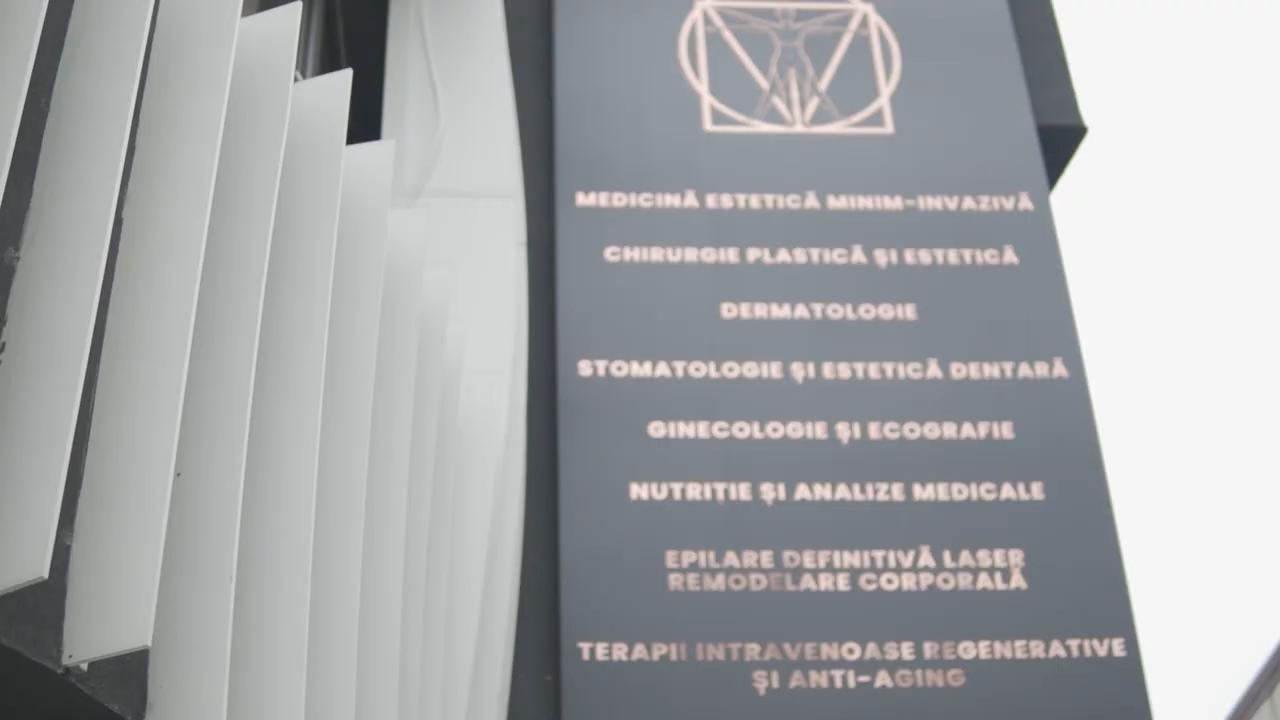 MEDICINĂ ESTETICĂ MINIM-INVAZIVĂ
CHIRURGIE PLASTICĂ ȘI ESTETICĂ
DERMATOLOGIE
STOMATOLOGIE ȘI ESTETICĂ DENTARĂ
GINECOLOGIE ȘI ECOGRAFIE
NUTRIȚIE ȘI ANALIZE MEDICALE
EPILARE DEFINITIVĂ LASER
REMODELARE CORPORALĂ
TERAPII INTRAVENOASE REGENERATIVE
ȘI ANTI-AGING